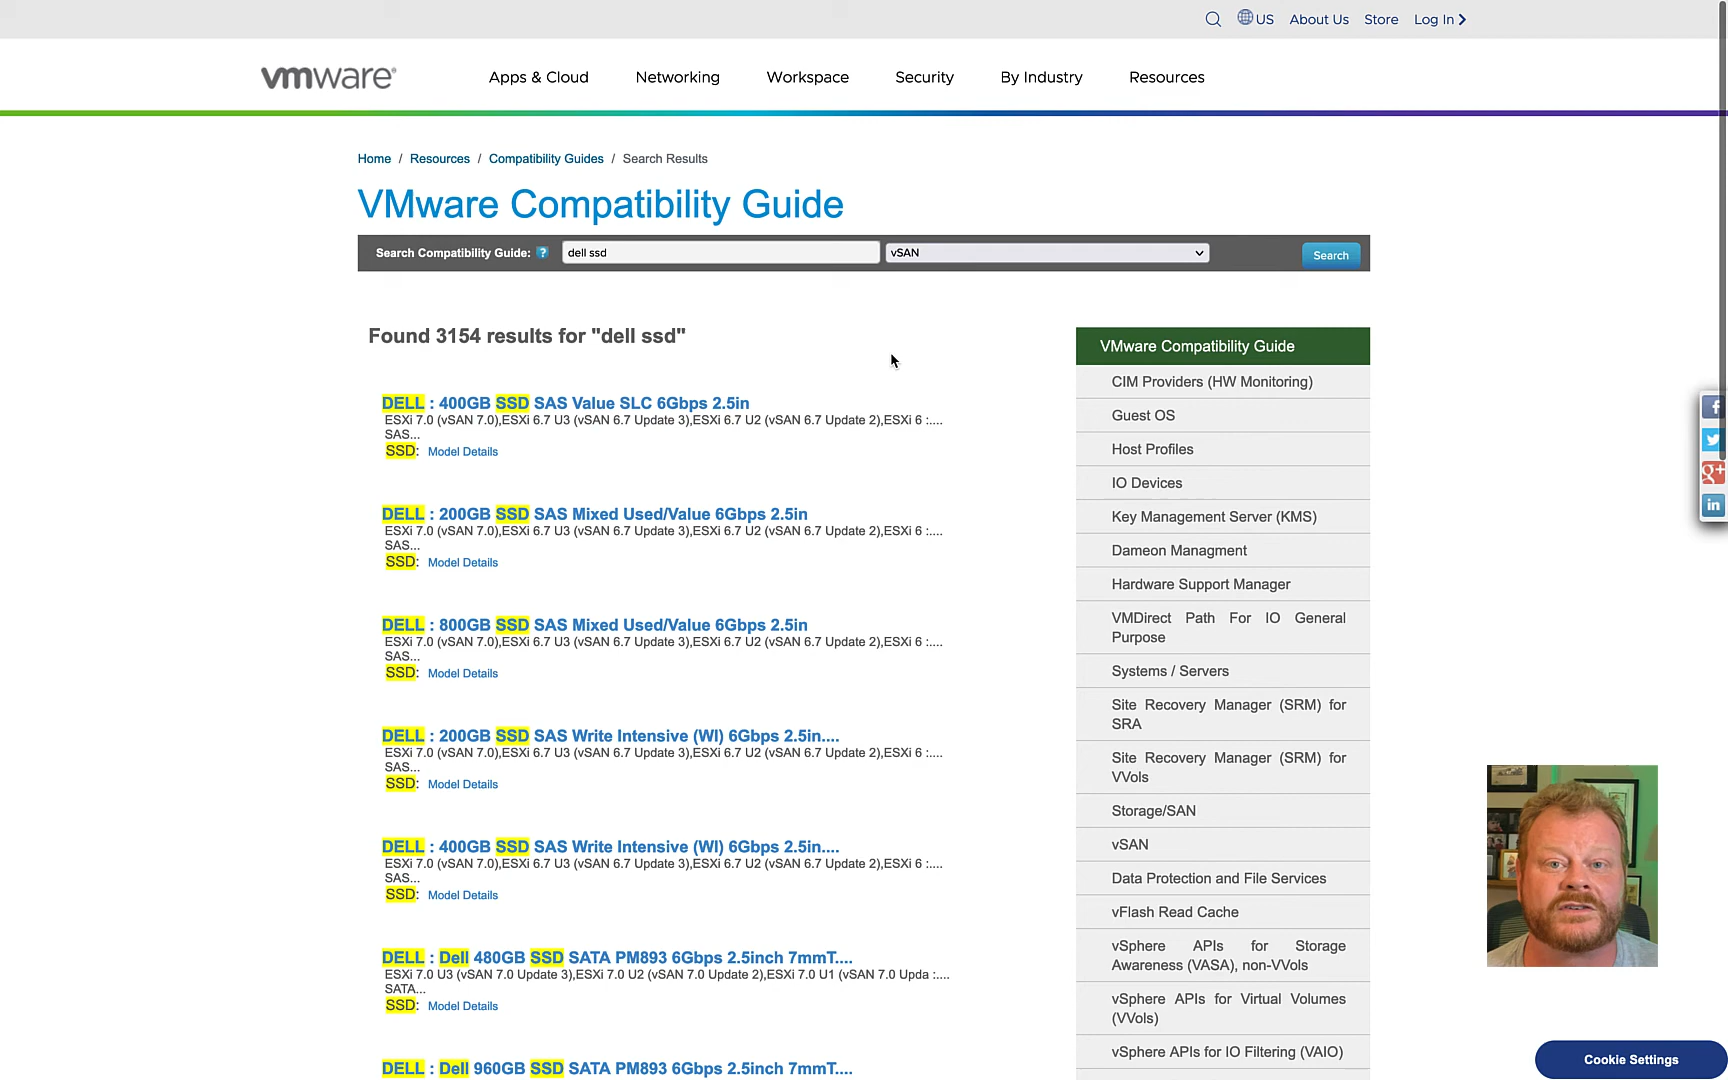 US About Us Store Log In
vmware
Apps & Cloud Networking Workspace Security By Industry Resources
Home / Resources / Compatibility Guides / Search Results
VMware Compatibility Guide
Search Compatibility Guide: ? dell ssd vSAN Search
Found 3154 results for "dell ssd"
DELL : 400GB SSD SAS Value SLC 6Gbps 2.5in
ESXi 7.0 (vSAN 7.0),ESXi 6.7 U3 (vSAN 6.7 Update 3),ESXi 6.7 U2 (vSAN 6.7 Update 2),ESXi 6 :....
SAS...
SSD: Model Details
DELL : 200GB SSD SAS Mixed Used/Value 6Gbps 2.5in
ESXi 7.0 (vSAN 7.0),ESXi 6.7 U3 (vSAN 6.7 Update 3),ESXi 6.7 U2 (vSAN 6.7 Update 2),ESXi 6 :....
SAS...
SSD: Model Details
DELL : 800GB SSD SAS Mixed Used/Value 6Gbps 2.5in
ESXi 7.0 (vSAN 7.0),ESXi 6.7 U3 (vSAN 6.7 Update 3),ESXi 6.7 U2 (vSAN 6.7 Update 2),ESXi 6 :....
SAS...
SSD: Model Details
DELL : 200GB SSD SAS Write Intensive (WI) 6Gbps 2.5in....
ESXi 7.0 (vSAN 7.0),ESXi 6.7 U3 (vSAN 6.7 Update 3),ESXi 6.7 U2 (vSAN 6.7 Update 2),ESXi 6 :....
SAS...
SSD: Model Details
DELL : 400GB SSD SAS Write Intensive (WI) 6Gbps 2.5in....
ESXi 7.0 (vSAN 7.0),ESXi 6.7 U3 (vSAN 6.7 Update 3),ESXi 6.7 U2 (vSAN 6.7 Update 2),ESXi 6 :....
SAS...
SSD: Model Details
DELL : Dell 480GB SSD SATA PM893 6Gbps 2.5inch 7mmT....
ESXi 7.0 U3 (vSAN 7.0 Update 3),ESXi 7.0 U2 (vSAN 7.0 Update 2),ESXi 7.0 U1 (vSAN 7.0 Upda :....
SATA...
SSD: Model Details
DELL : Dell 960GB SSD SATA PM893 6Gbps 2.5inch 7mmT....
VMware Compatibility Guide
CIM Providers (HW Monitoring)
Guest OS
Host Profiles
IO Devices
Key Management Server (KMS)
Dameon Managment
Hardware Support Manager
VMDirect Path For IO General
Purpose
Systems / Servers
Site Recovery Manager (SRM) for
SRA
Site Recovery Manager (SRM) for
VVols
Storage/SAN
vSAN
Data Protection and File Services
vFlash Read Cache
vSphere APIs for Storage
Awareness (VASA), non-VVols
vSphere APIs for Virtual Volumes
(VVols)
vSphere APIs for IO Filtering (VAIO)
f
g+
in
Cookie Settings